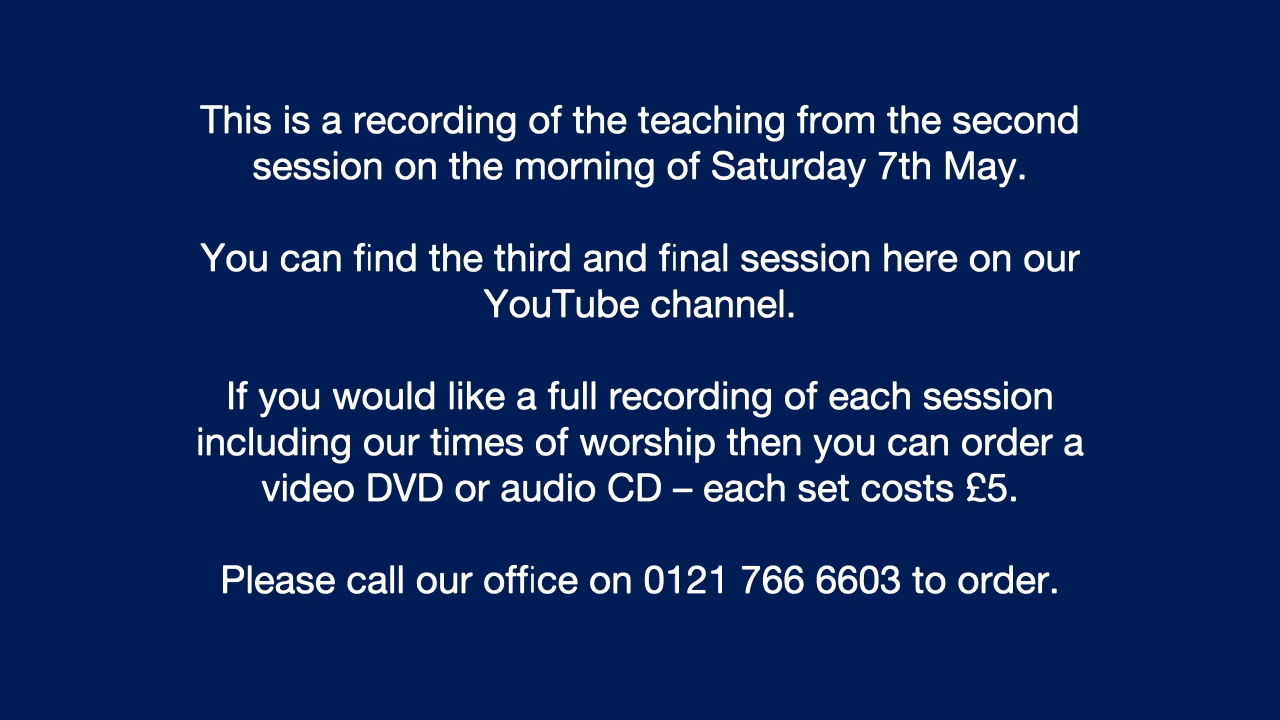 This is a recording of the teaching from the second
session on the morning of Saturday 7th May.
You can find the third and final session here on our
YouTube channel.
If you would like a full recording of each session
including our times of worship then you can order a
video DVD or audio CD – each set costs £5.
Please call our office on 0121 766 6603 to order.